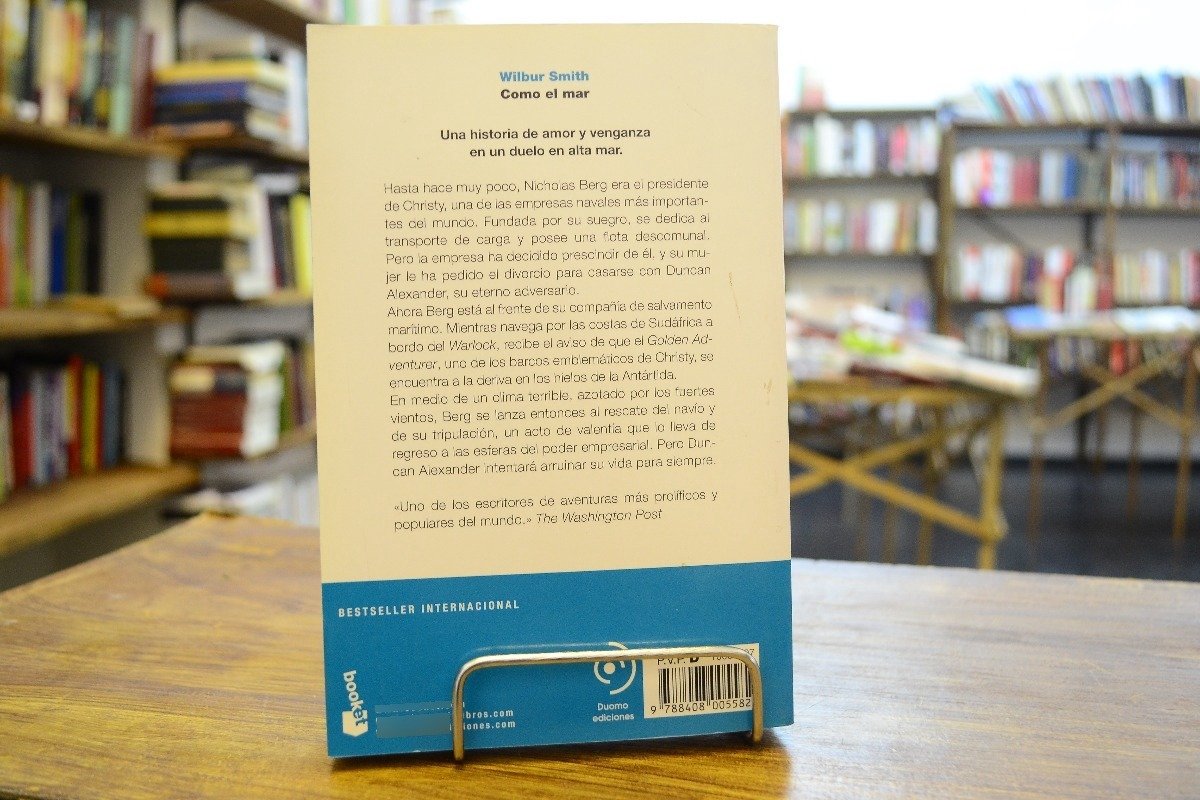 Wilbur Smith
Como el mar
Una historia de amor y venganza
en un duelo en alta mar.
Hasta hace muy poco, Nicholas Berg era el presidente
de Christy, una de las empresas navales más importan-
tes del mundo. Fundada por su suegro, se dedica al
transporte de carga y posee una flota descomunal.
Pero la empresa ha decidido prescindir de él, y su mu-
jer le ha pedido el divorcio para casarse con Duncan
Alexander, su eterno adversario.
Ahora Berg está al frente de su compañía de salvamento
marítimo. Mientras navega por las costas de Sudáfrica a
bordo del Warlock, recibe el aviso de que el Golden Ad-
venturer, uno de los barcos emblemáticos de Christy, se
encuentra a la deriva en los hielos de la Antártida.
En medio de un clima terrible, azotado por los fuertes
vientos, Berg se lanza entonces al rescate del navío y
de su tripulación, un acto de valentía que lo lleva de
regreso a las esferas del poder empresarial. Pero Dun-
can Alexander intentará arruinar su vida para siempre.
«Uno de los escritores de aventuras más prolíficos y
populares del mundo.» The Washington Post
BESTSELLER INTERNACIONAL
booket
bros.com
iones.com
Duomo
ediciones
P.V.P.
9 788408 005582